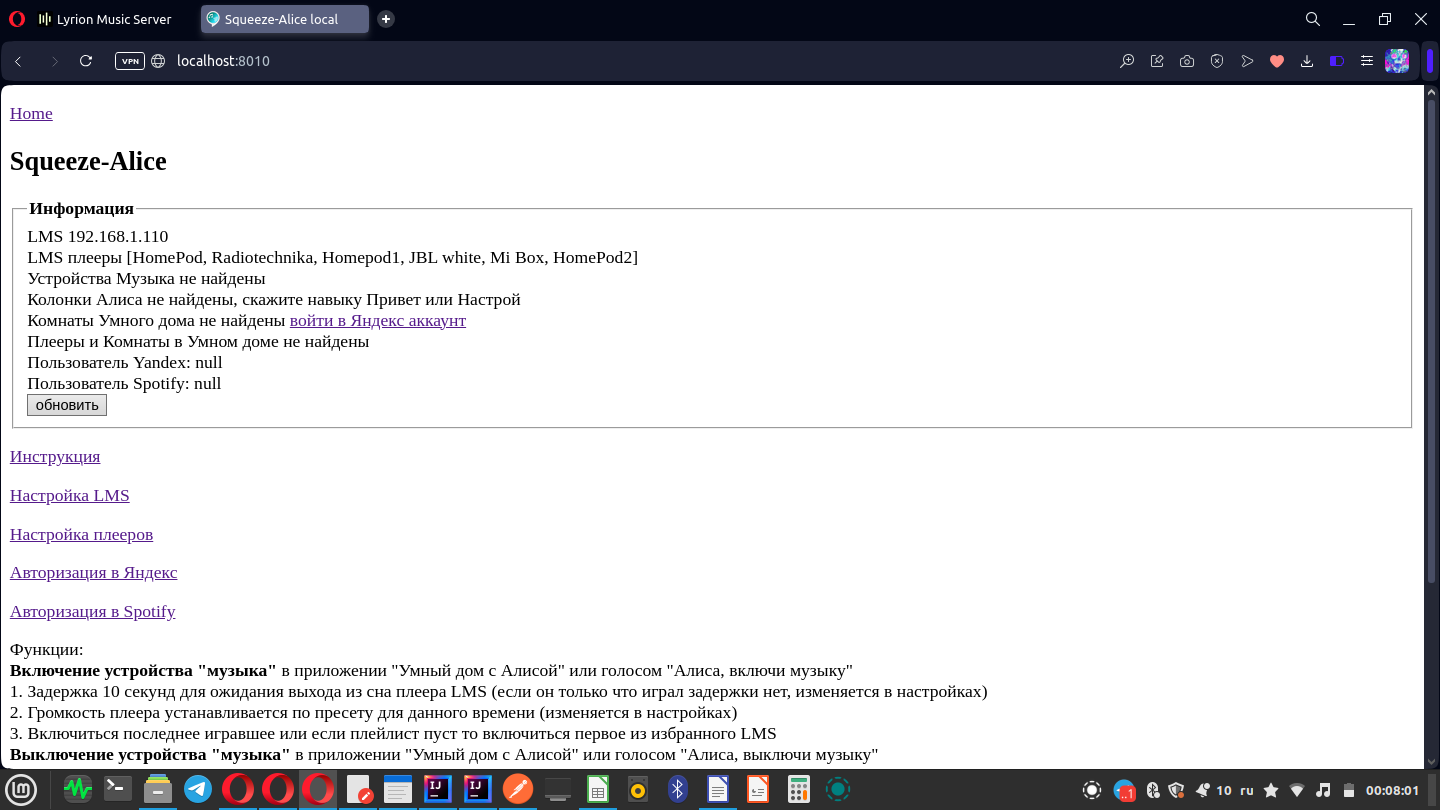 Lyrion Music Server
Squeeze-Alice local
VPN
localhost:8010
Home
Squeeze-Alice
Информация
LMS 192.168.1.110
LMS плееры [HomePod, Radiotechnika, Homepod1, JBL white, Mi Box, HomePod2]
Устройства Музыка не найдены
Колонки Алиса не найдены, скажите навыку Привет или Настрой
Комнаты Умного дома не найдены войти в Яндекс аккаунт
Плееры и Комнаты в Умном доме не найдены
Пользователь Yandex: null
Пользователь Spotify: null
обновить
Инструкция
Настройка LMS
Настройка плееров
Авторизация в Яндекс
Авторизация в Spotify
Функции:
Включение устройства "музыка" в приложении "Умный дом с Алисой" или голосом "Алиса, включи музыку"
1. Задержка 10 секунд для ожидания выхода из сна плеера LMS (если он только что играл задержки нет, изменяется в настройках)
2. Громкость плеера устанавливается по пресету для данного времени (изменяется в настройках)
3. Включиться последнее игравшее или если плейлист пуст то включиться первое из избранного LMS
Выключение устройства "музыка" в приложении "Умный дом с Алисой" или голосом "Алиса, выключи музыку"
IJ
IJ
..1
10
ru
00:08:01